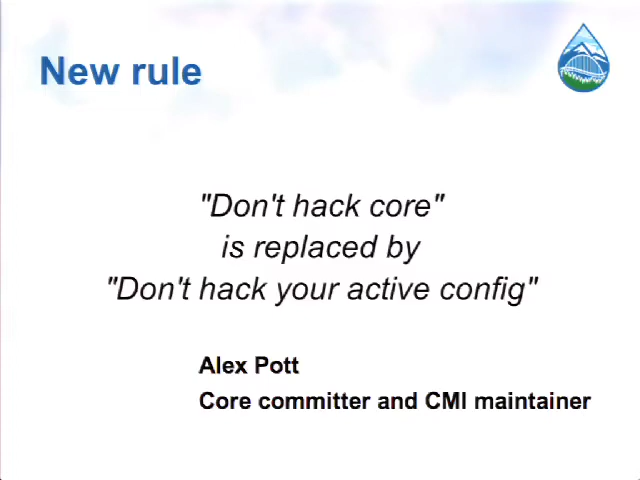 New rule
"Don't hack core"
is replaced by
"Don't hack your active config"
Alex Pott
Core committer and CMI maintainer